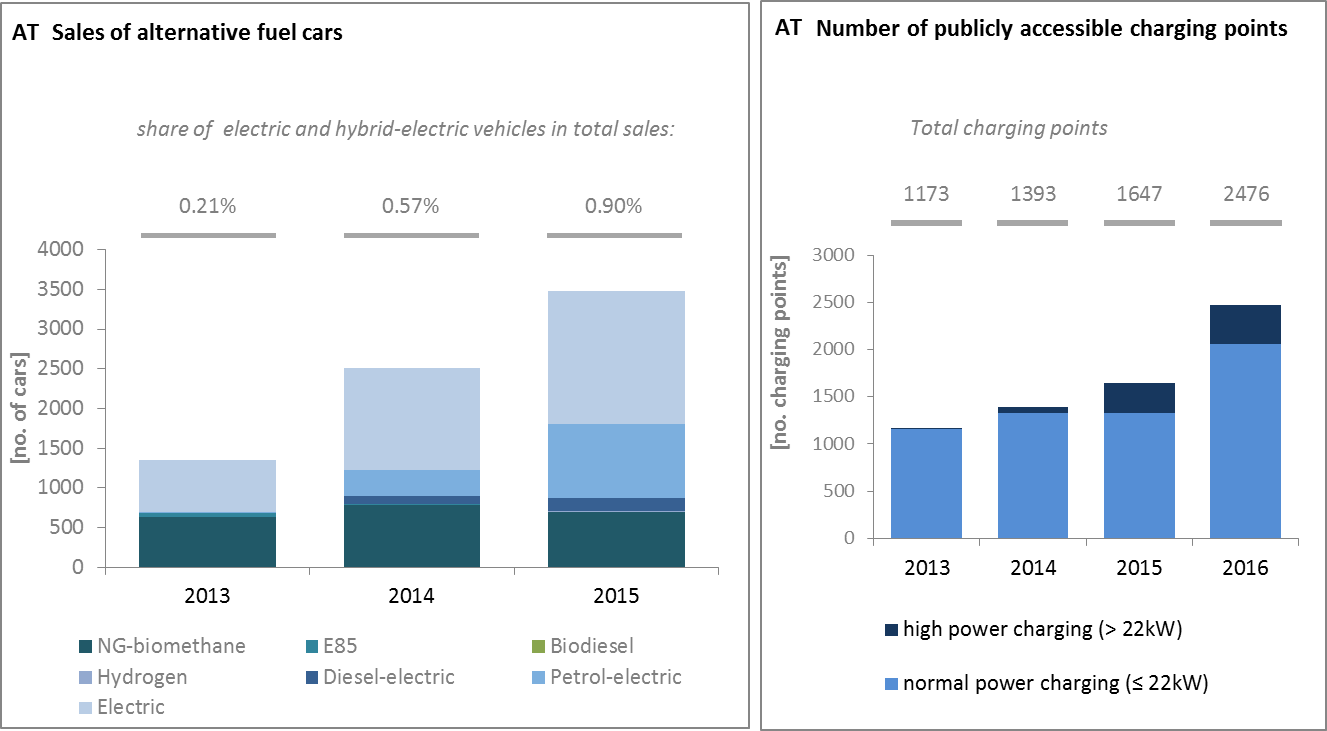 AT Sales of alternative fuel cars
share of electric and hybrid-electric vehicles in total sales:
0.21% 0.57% 0.90%
[no. of cars]
4000
3500
3000
2500
2000
1500
1000
500
0
2013 2014 2015
NG-biomethane E85 Biodiesel
Hydrogen Diesel-electric Petrol-electric
Electric
AT Number of publicly accessible charging points
Total charging points
1173 1393 1647 2476
[no. charging points]
3000
2500
2000
1500
1000
500
0
2013 2014 2015 2016
high power charging (> 22kW)
normal power charging (≤ 22kW)